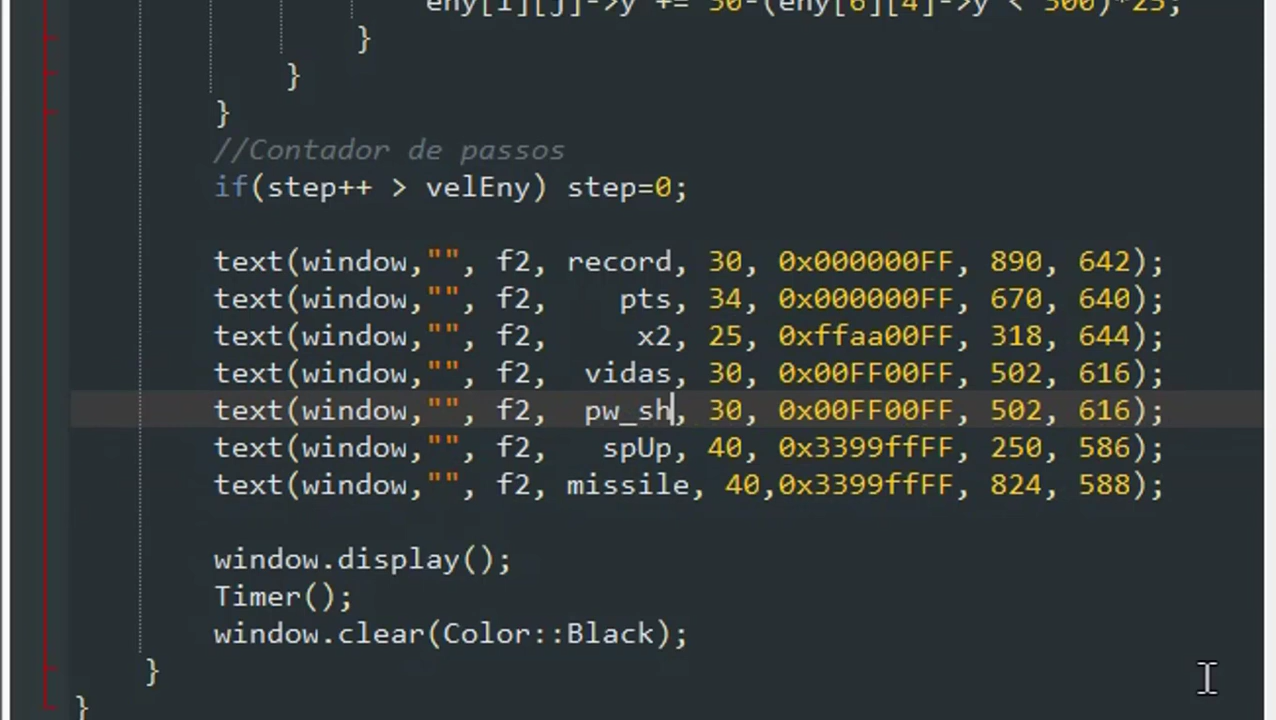 eny[i][j]->y += 30-(eny[6][4]->y < 300)*25;
}
}
}
//Contador de passos
if(step++ > velEny) step=0;
text(window,"", f2, record, 30, 0x000000FF, 890, 642);
text(window,"", f2, pts, 34, 0x000000FF, 670, 640);
text(window,"", f2, x2, 25, 0xffaa00FF, 318, 644);
text(window,"", f2, vidas, 30, 0x00FF00FF, 502, 616);
text(window,"", f2, pw_sh, 30, 0x00FF00FF, 502, 616);
text(window,"", f2, spUp, 40, 0x3399ffFF, 250, 586);
text(window,"", f2, missile, 40,0x3399ffFF, 824, 588);
window.display();
Timer();
window.clear(Color::Black);
}
}